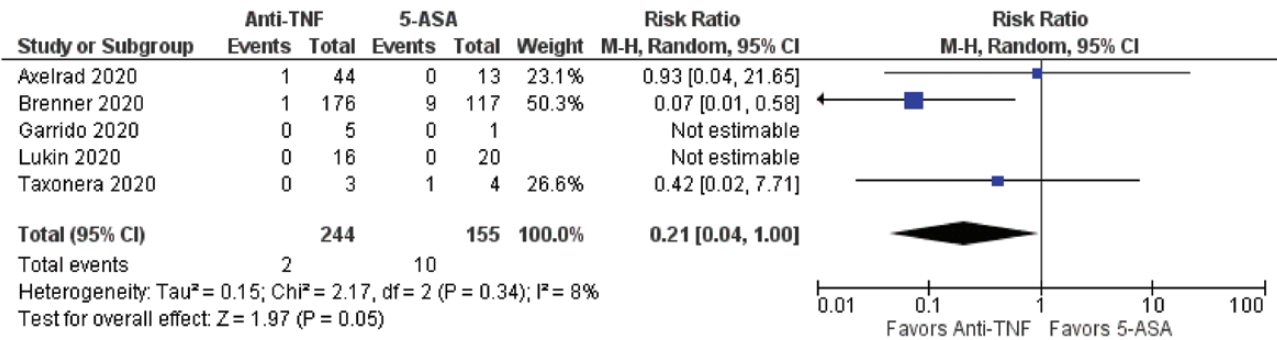 Anti-TNF 5-ASA Risk Ratio Risk Ratio
Study or Subgroup Events Total Events Total Weight M-H, Random, 95% CI M-H, Random, 95% CI
Axelrad 2020 1 44 0 13 23.1% 0.93 [0.04, 21.65]
Brenner 2020 1 176 9 117 50.3% 0.07 [0.01, 0.58]
Garrido 2020 0 5 0 1 Not estimable
Lukin 2020 0 16 0 20 Not estimable
Taxonera 2020 0 3 1 4 26.6% 0.42 [0.02, 7.71]
Total (95% CI) 244 155 100.0% 0.21 [0.04, 1.00]
Total events 2 10
Heterogeneity: Tau² = 0.15; Chi² = 2.17, df = 2 (P = 0.34); I² = 8%
Test for overall effect: Z = 1.97 (P = 0.05)
0.01 0.1 1 10 100
Favors Anti-TNF Favors 5-ASA